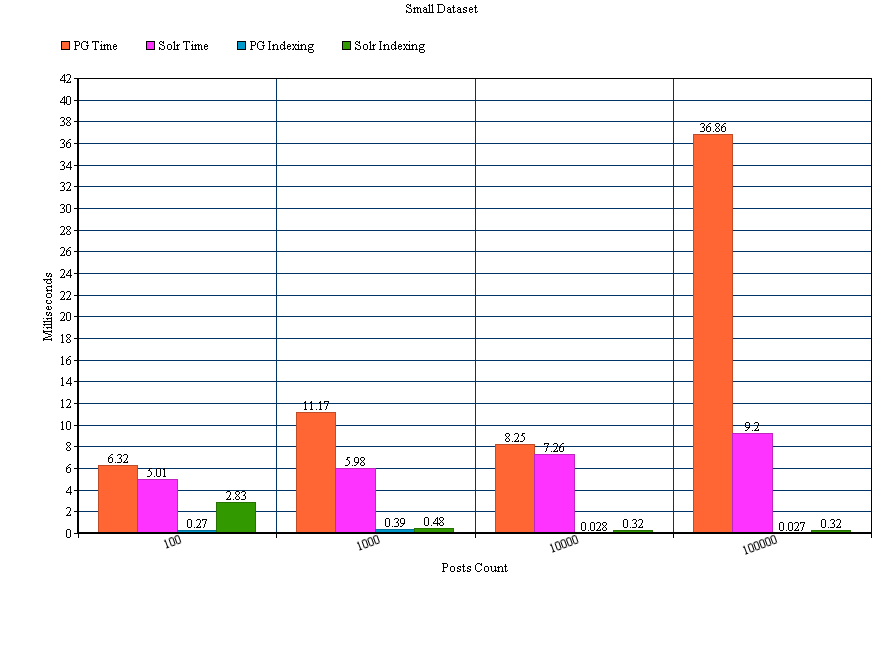 Small Dataset
PG Time Solr Time PG Indexing Solr Indexing
42
40
38
36
34
32
30
28
26
24
22
20
18
16
14
12
10
8
6
4
2
0
Milliseconds
6.32 5.01 0.27 2.83
11.17 5.98 0.39 0.48
8.25 7.26 0.028 0.32
36.86 9.2 0.027 0.32
100 1000 10000 100000
Posts Count